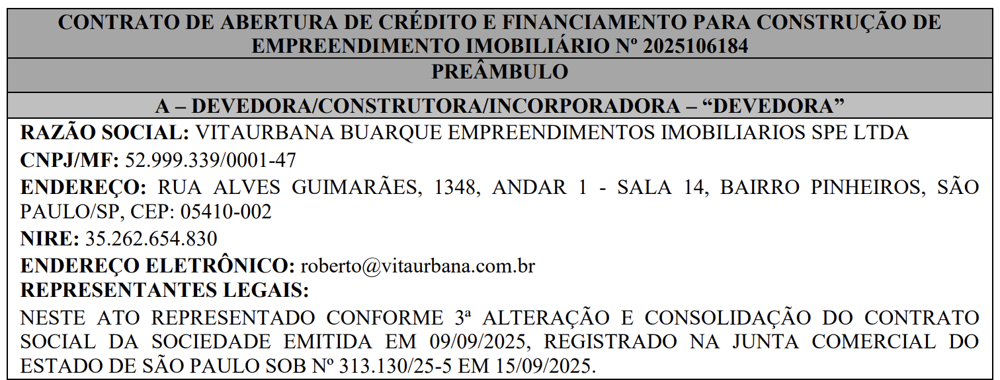 CONTRATO DE ABERTURA DE CRÉDITO E FINANCIAMENTO PARA CONSTRUÇÃO DE
EMPREENDIMENTO IMOBILIÁRIO Nº 2025106184
PREÂMBULO
A – DEVEDORA/CONSTRUTORA/INCORPORADORA – “DEVEDORA”
RAZÃO SOCIAL: VITAURBANA BUARQUE EMPREENDIMENTOS IMOBILIARIOS SPE LTDA
CNPJ/MF: 52.999.339/0001-47
ENDEREÇO: RUA ALVES GUIMARÃES, 1348, ANDAR 1 - SALA 14, BAIRRO PINHEIROS, SÃO
PAULO/SP, CEP: 05410-002
NIRE: 35.262.654.830
ENDEREÇO ELETRÔNICO: roberto@vitaurbana.com.br
REPRESENTANTES LEGAIS:
NESTE ATO REPRESENTADO CONFORME 3ª ALTERAÇÃO E CONSOLIDAÇÃO DO CONTRATO
SOCIAL DA SOCIEDADE EMITIDA EM 09/09/2025, REGISTRADO NA JUNTA COMERCIAL DO
ESTADO DE SÃO PAULO SOB Nº 313.130/25-5 EM 15/09/2025.